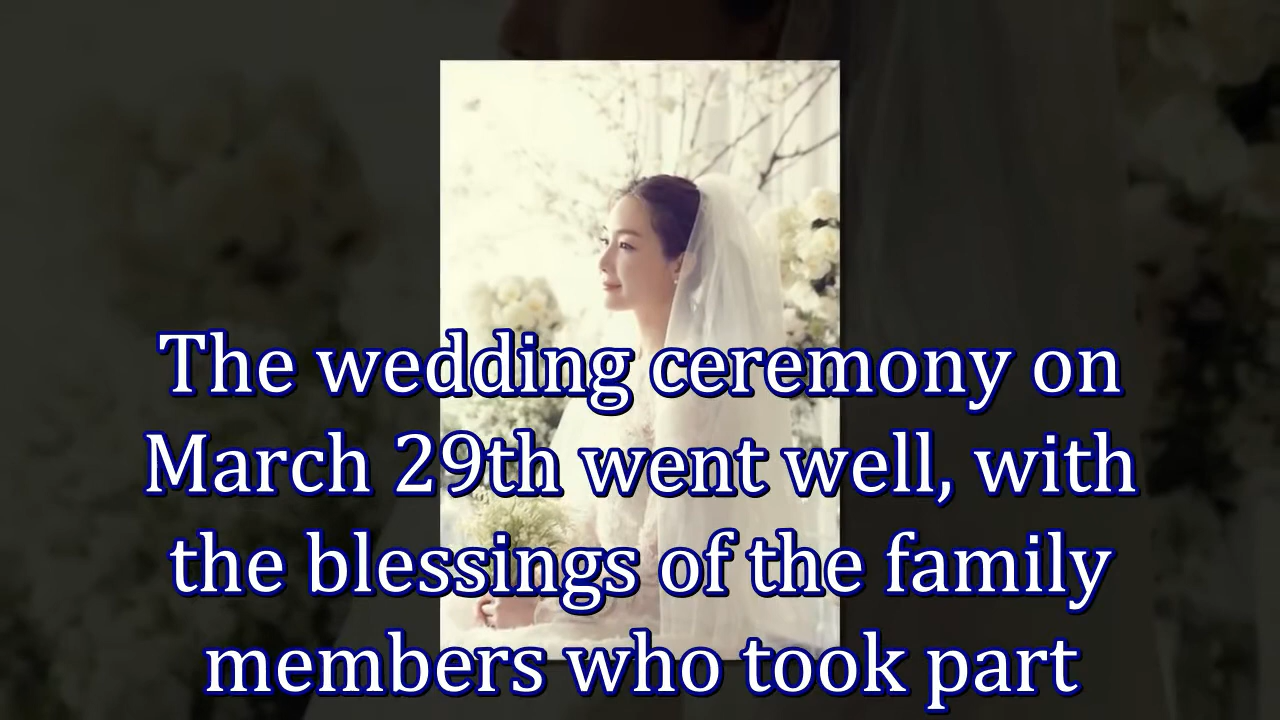 The wedding ceremony on
March 29th went well, with
the blessings of the family
members who took part